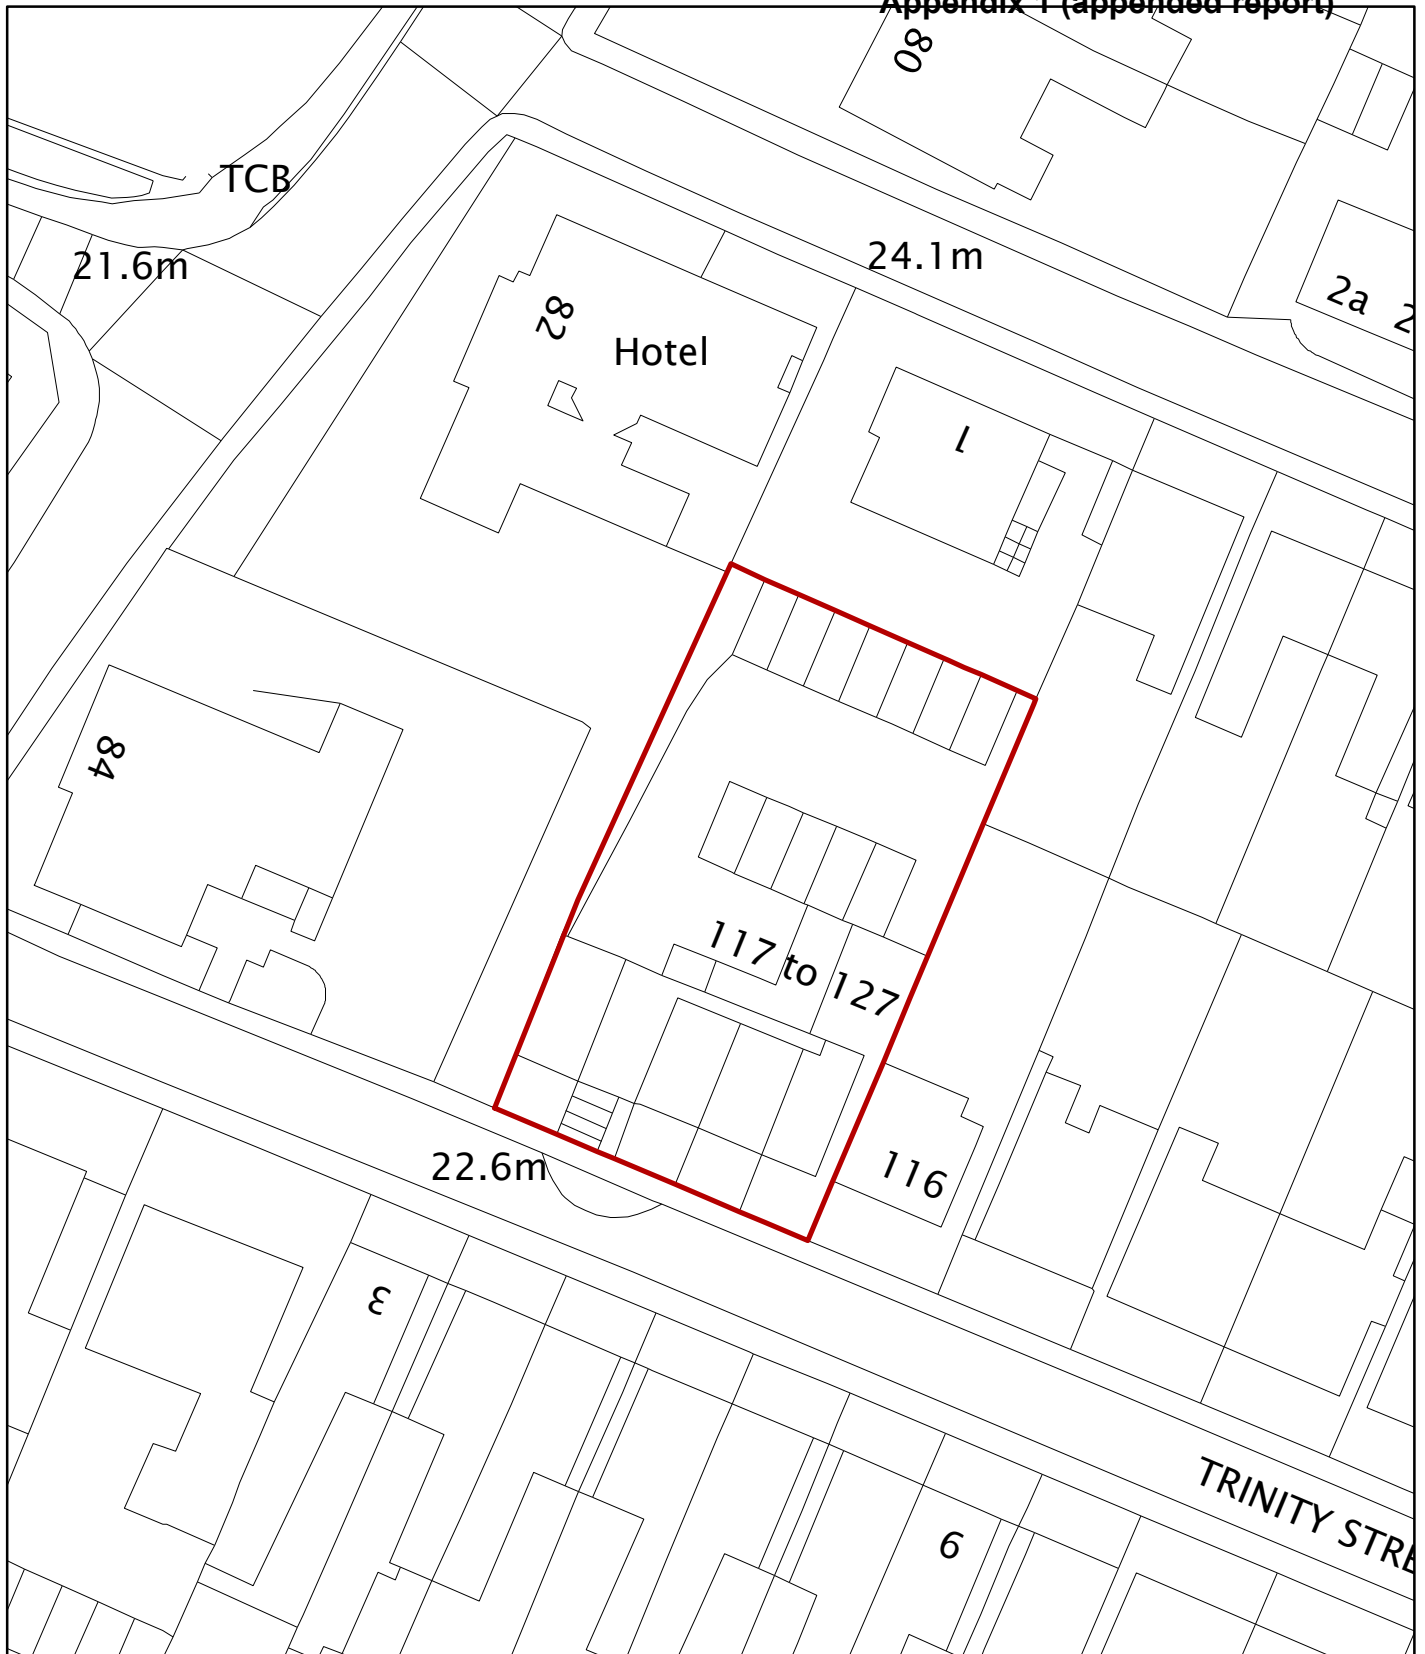 Appendix 1 (appended report)
80
TCB
21.6m
24.1m
2a
82
Hotel
1
84
117 to 127
116
22.6m
3
TRINITY STRE
9